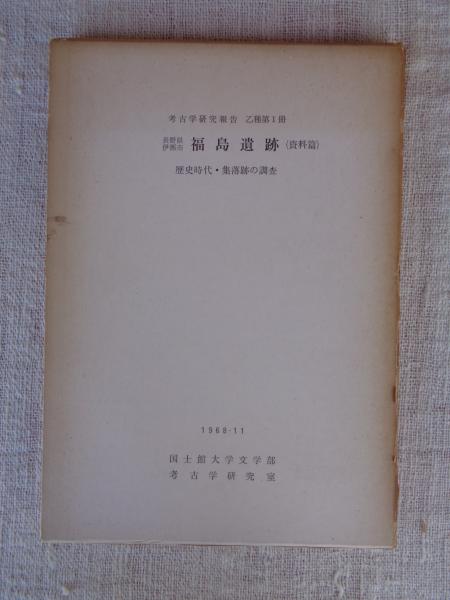 考古学研究報告 乙種第1冊
長野県
伊那市 福島遺跡（資料篇）
歴史時代・集落跡の調査
1968-11
国士館大学文学部
考古学研究室